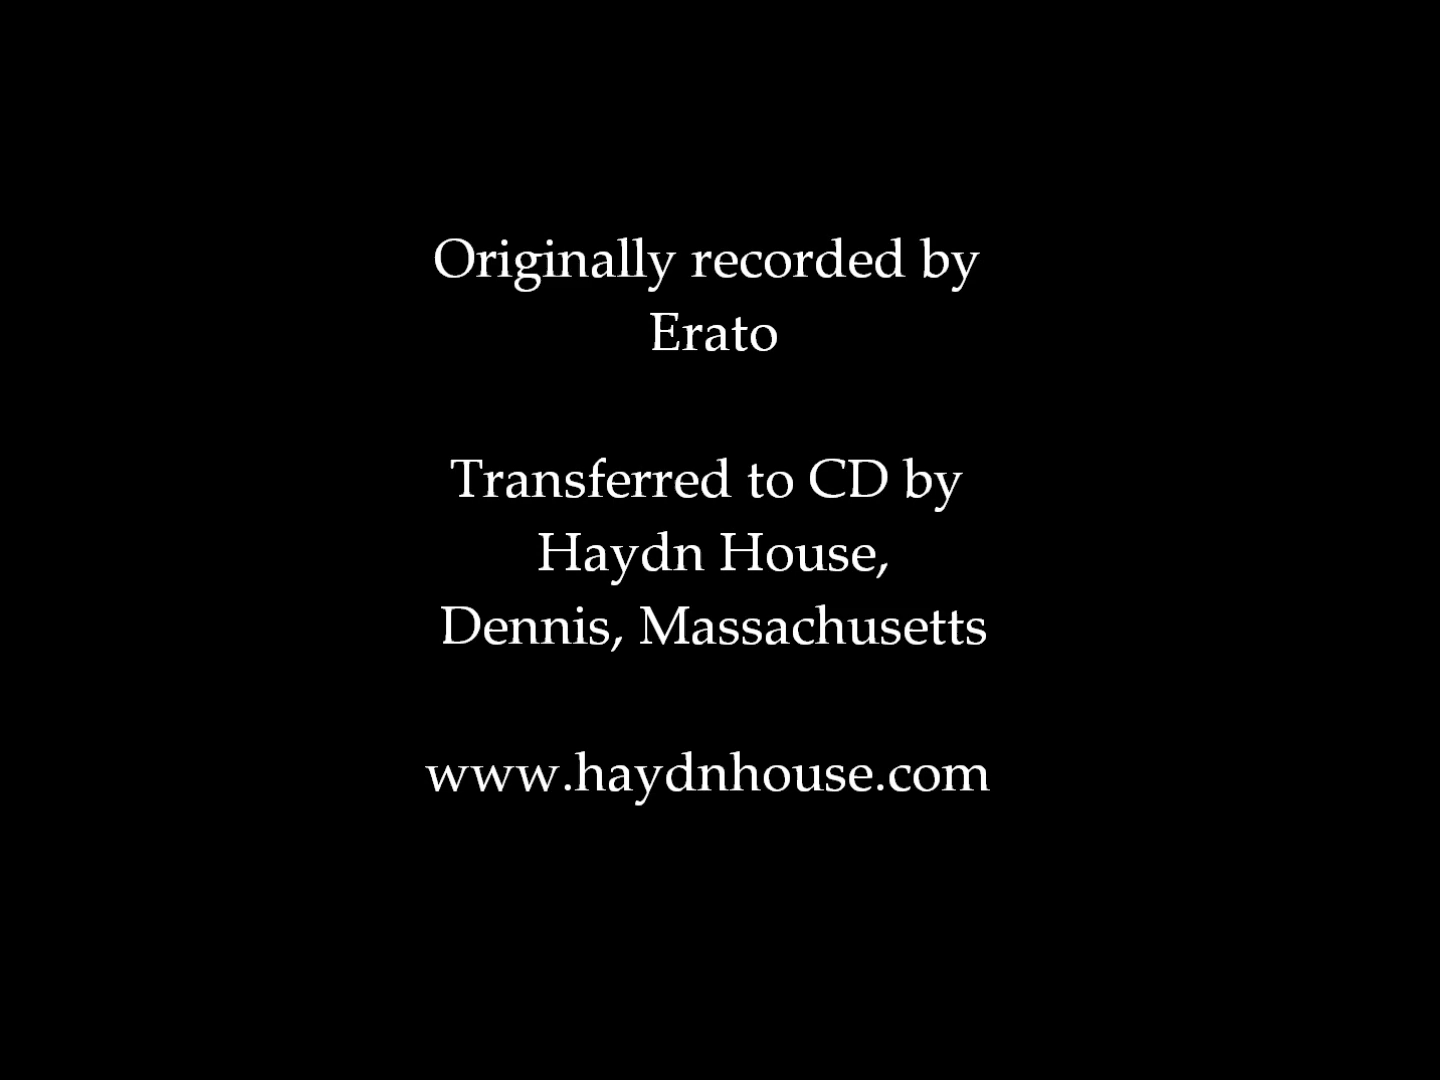 Originally recorded by
Erato
Transferred to CD by
Haydn House,
Dennis, Massachusetts
www.haydnhouse.com